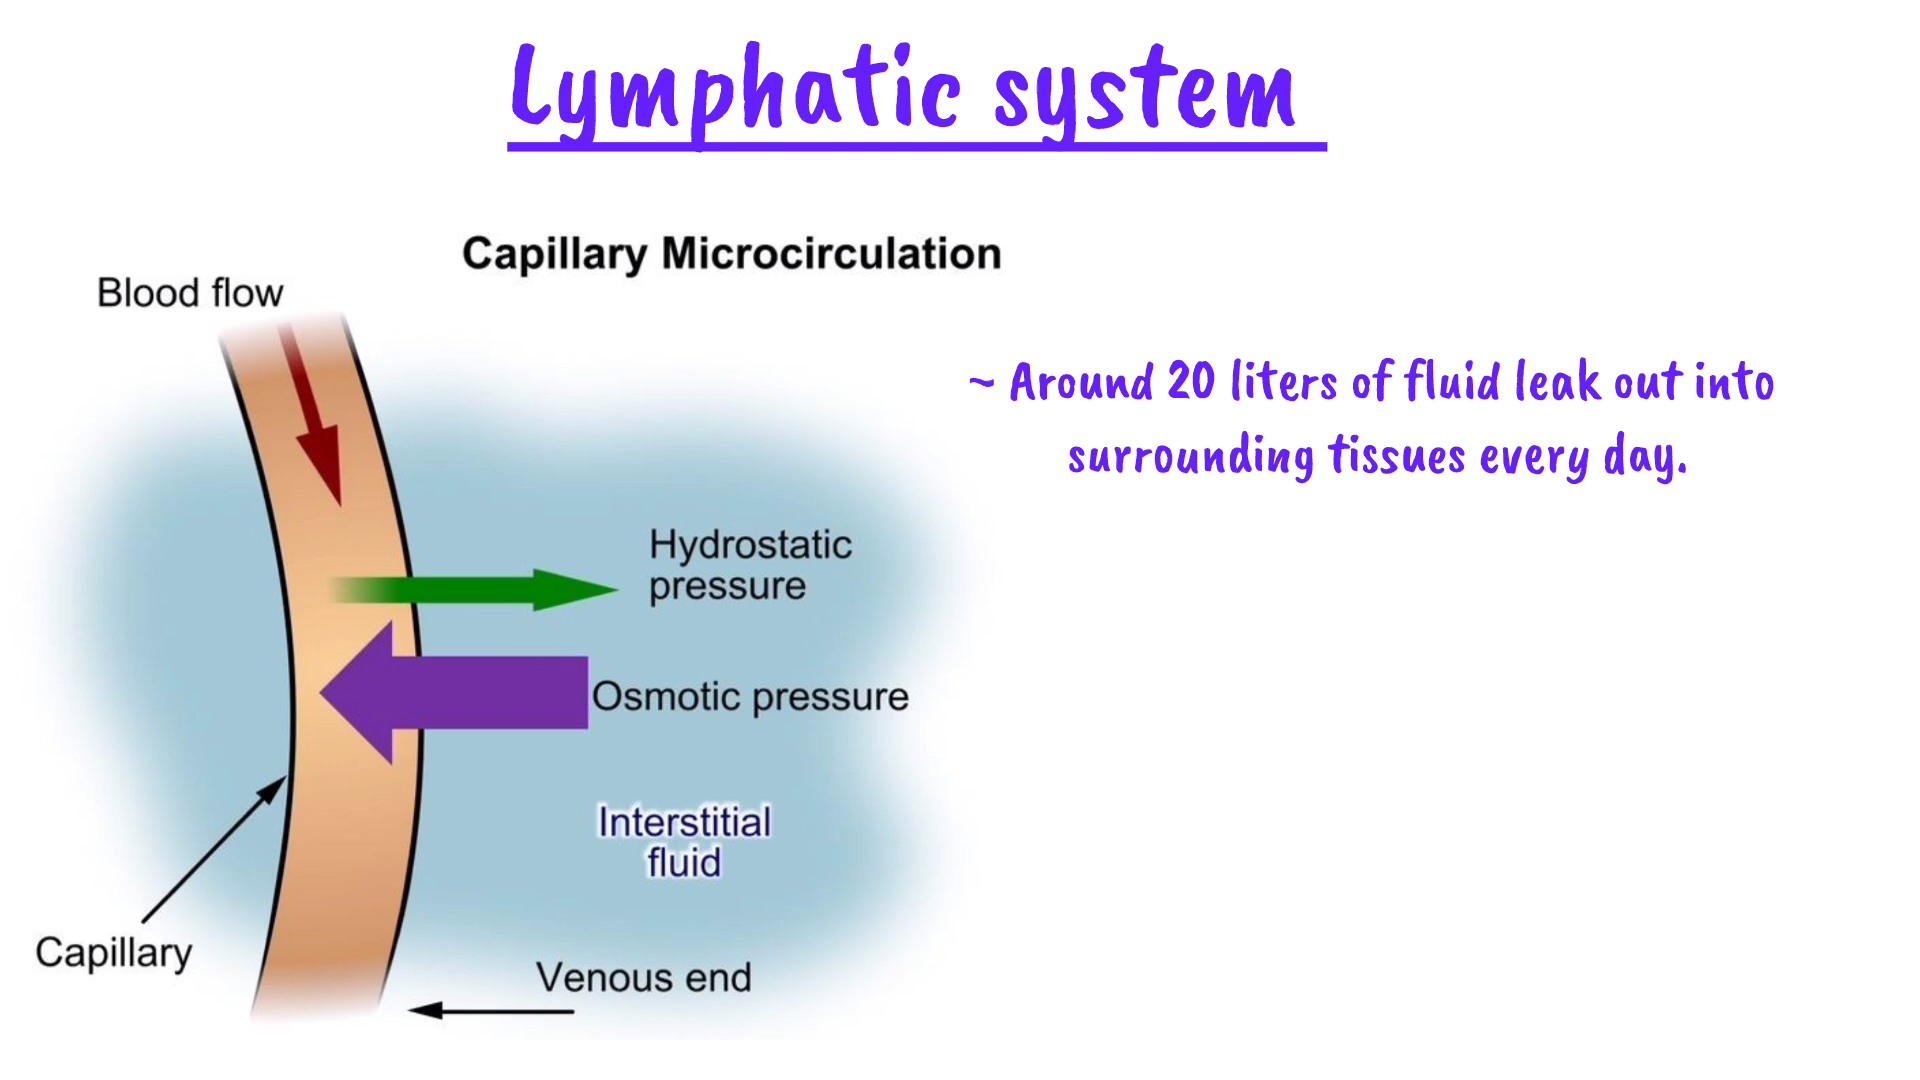 Lymphatic system
Capillary Microcirculation
Blood flow
~ Around 20 liters of fluid leak out into
surrounding tissues every day.
Hydrostatic
pressure
Osmotic pressure
Interstitial
fluid
Capillary
Venous end